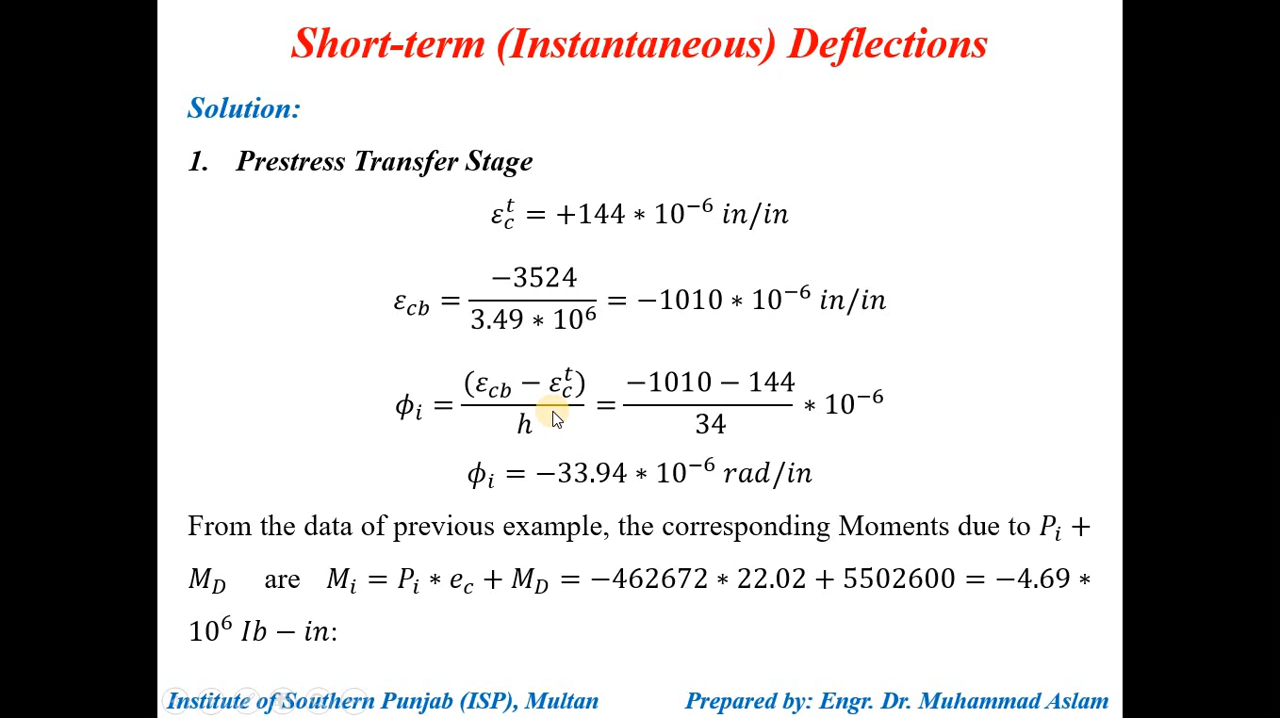 Short-term (Instantaneous) Deflections
Solution:
1. Prestress Transfer Stage
ε_c^t = +144 * 10^−6 in/in
ε_cb = −3524 / 3.49 * 10^6 = −1010 * 10^−6 in/in
ϕ_i = (ε_cb − ε_c^t) / h = −1010 − 144 / 34 * 10^−6
ϕ_i = −33.94 * 10^−6 rad/in
From the data of previous example, the corresponding Moments due to P_i +
M_D are M_i = P_i * e_c + M_D = −462672 * 22.02 + 5502600 = −4.69 *
10^6 Ib − in:
Institute of Southern Punjab (ISP), Multan Prepared by: Engr. Dr. Muhammad Aslam